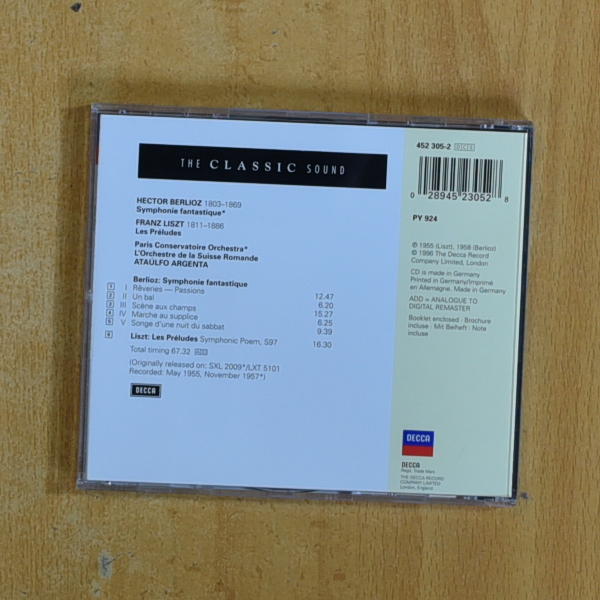 THE CLASSIC SOUND
HECTOR BERLIOZ 1803–1869
Symphonie fantastique*
FRANZ LISZT 1811–1886
Les Préludes
Paris Conservatoire Orchestra*
L'Orchestre de la Suisse Romande
ATAÚLFO ARGENTA
Berlioz: Symphonie fantastique
1 I Rêveries — Passions 12.47
2 II Un bal 6.20
3 III Scène aux champs 15.27
4 IV Marche au supplice 6.25
5 V Songe d'une nuit du sabbat 9.39
6 Liszt: Les Préludes Symphonic Poem, S97 16.30
Total timing 67.32 ADD
(Originally released on: SXL 2009*/LXT 5101
Recorded: May 1955, November 1957*)
DECCA
452 305-2
0 28945 23052 8
PY 924
℗ 1955 (Liszt), 1958 (Berlioz)
© 1996 The Decca Record
Company Limited, London
CD is made in Germany
Printed in Germany/Imprimé
en Allemagne. Made in Germany
ADD = ANALOGUE TO
DIGITAL REMASTER
Booklet enclosed · Brochure
incluse · Mit Beiheft · Note
incluse
DECCA
DECCA
Regd. Trade Mark
THE DECCA RECORD
COMPANY LIMITED
London, England